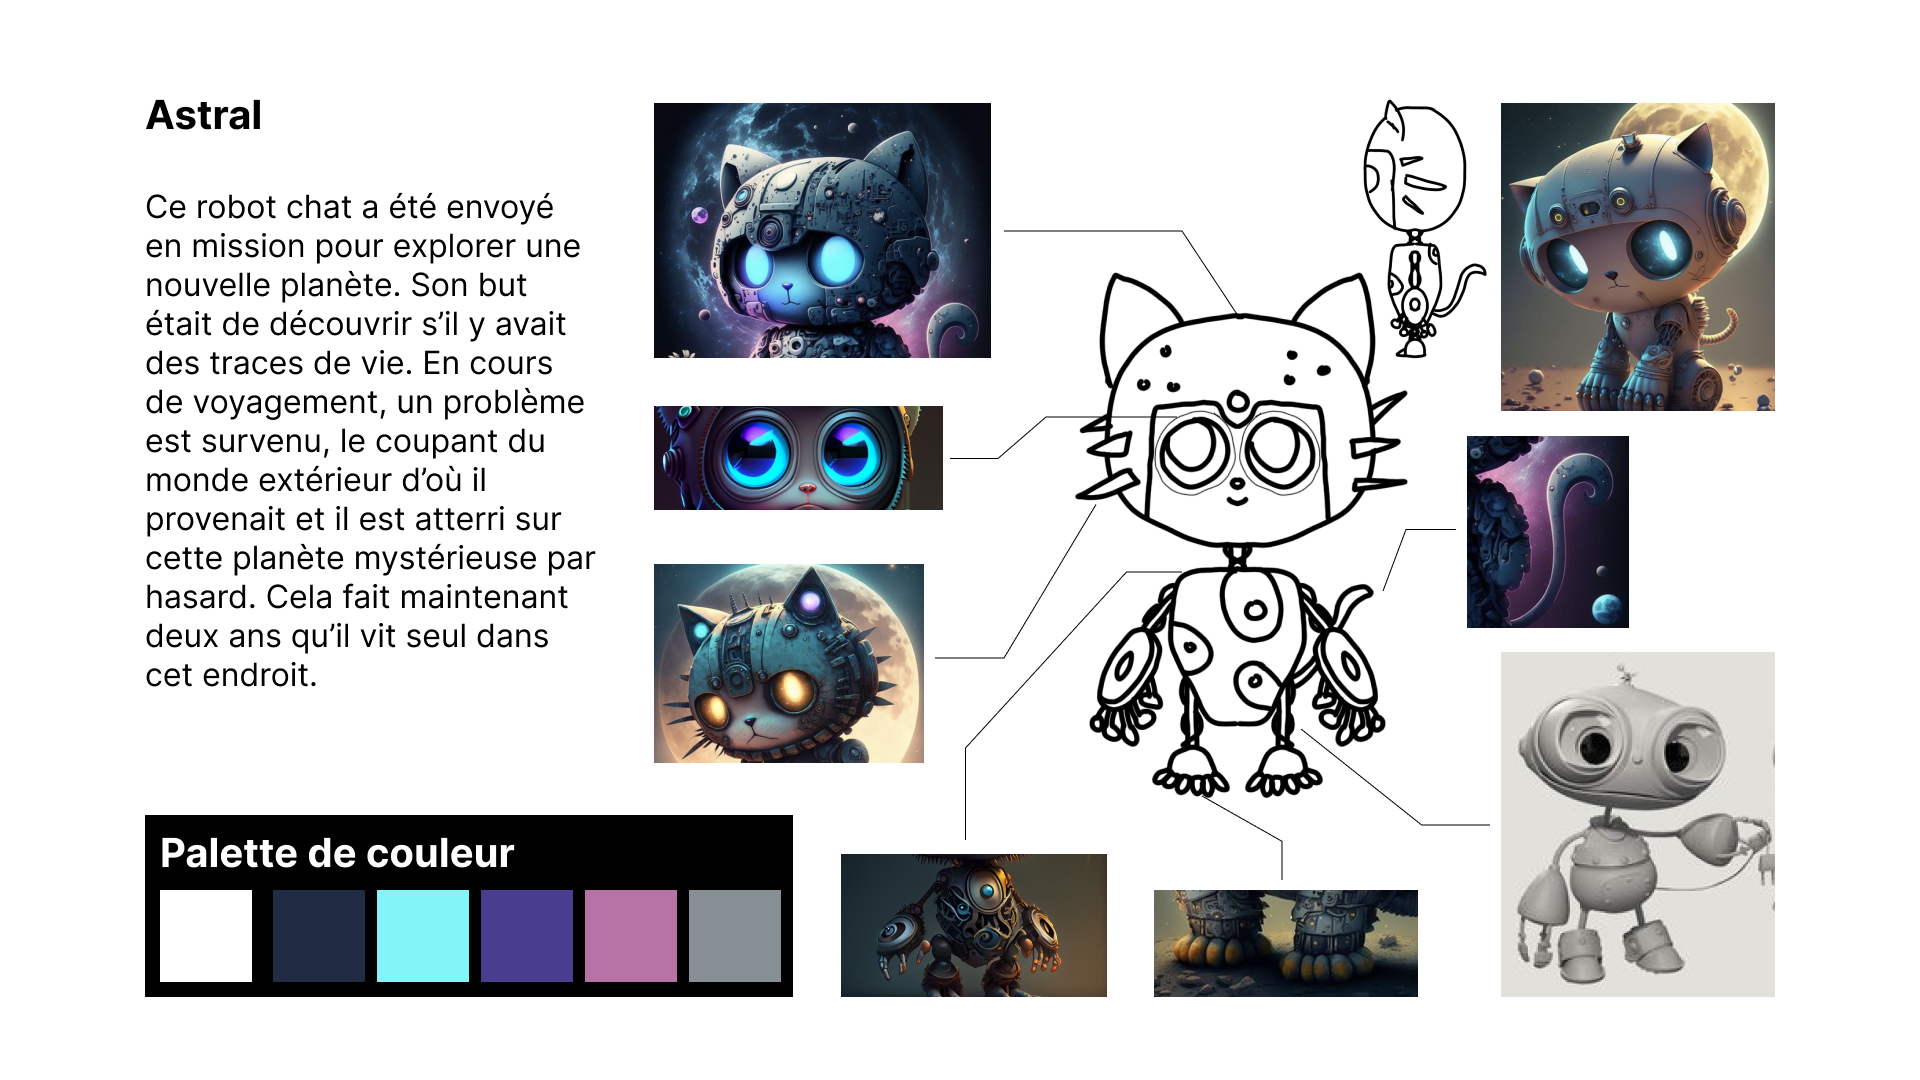 Astral
Ce robot chat a été envoyé
en mission pour explorer une
nouvelle planète. Son but
était de découvrir s’il y avait
des traces de vie. En cours
de voyagement, un problème
est survenu, le coupant du
monde extérieur d’où il
provenait et il est atterri sur
cette planète mystérieuse par
hasard. Cela fait maintenant
deux ans qu’il vit seul dans
cet endroit.
Palette de couleur